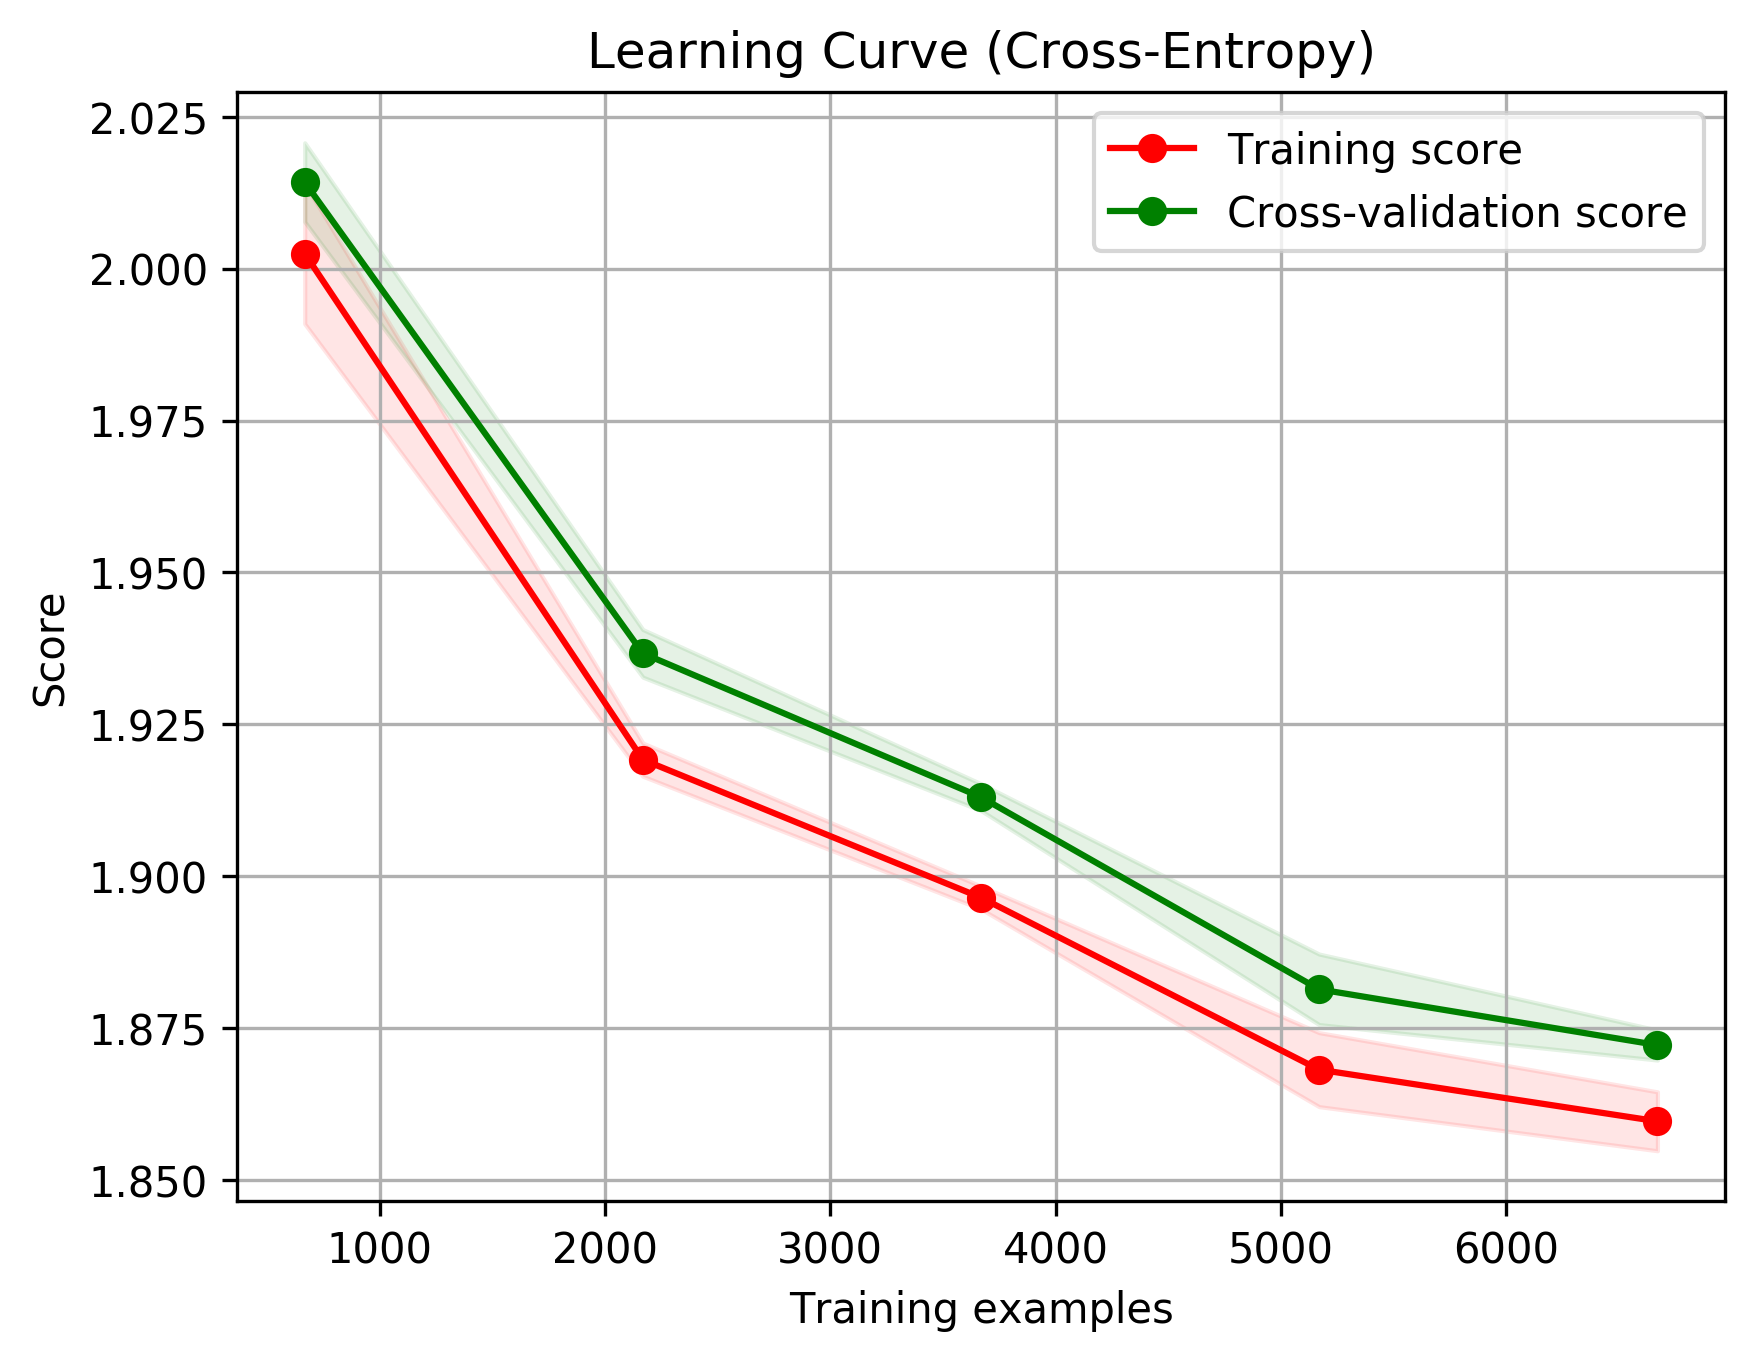 Learning Curve (Cross-Entropy)
2.025
2.000
1.975
1.950
1.925
1.900
1.875
1.850
Score
Training score
Cross-validation score
1000 2000 3000 4000 5000 6000
Training examples